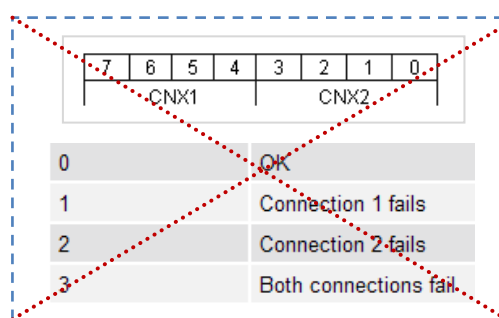 7 6 5 4 3 2 1 0
CNX1 CNX2
0 OK
1 Connection 1 fails
2 Connection 2 fails
3 Both connections fail